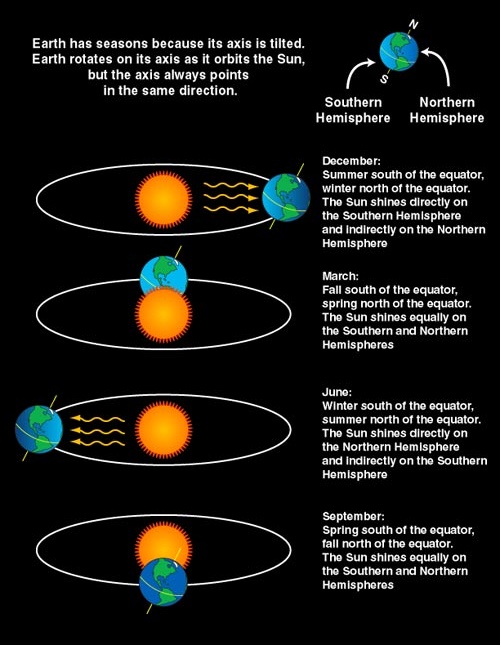 Earth has seasons because its axis is tilted.
Earth rotates on its axis as it orbits the Sun,
but the axis always points
in the same direction.
N
S
Southern
Hemisphere
Northern
Hemisphere
December:
Summer south of the equator,
winter north of the equator.
The Sun shines directly on
the Southern Hemisphere
and indirectly on the Northern
Hemisphere
March:
Fall south of the equator,
spring north of the equator.
The Sun shines equally on
the Southern and Northern
Hemispheres
June:
Winter south of the equator,
summer north of the equator.
The Sun shines directly on
the Northern Hemisphere
and indirectly on the Southern
Hemisphere
September:
Spring south of the equator,
fall north of the equator.
The Sun shines equally on
the Southern and Northern
Hemispheres